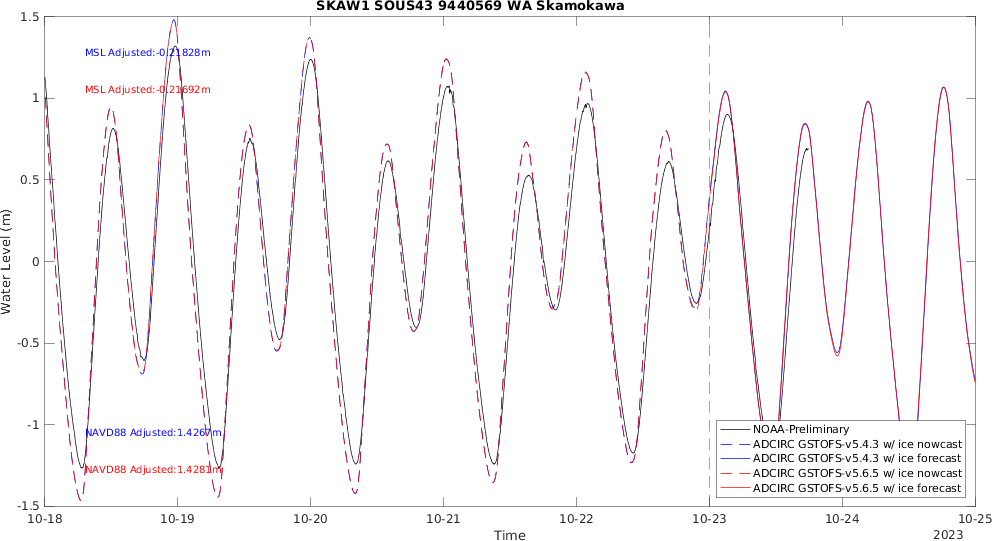 SKAW1 SOUS43 9440569 WA Skamokawa
1.5
1
0.5
0
-0.5
-1
-1.5
Water Level (m)
MSL Adjusted:-0.21828m
MSL Adjusted:-0.21692m
NAVD88 Adjusted:1.4267m
NAVD88 Adjusted:1.4281m
NOAA-Preliminary
ADCIRC GSTOFS-v5.4.3 w/ ice nowcast
ADCIRC GSTOFS-v5.4.3 w/ ice forecast
ADCIRC GSTOFS-v5.6.5 w/ ice nowcast
ADCIRC GSTOFS-v5.6.5 w/ ice forecast
10-18 10-19 10-20 10-21 10-22 10-23 10-24 10-25
Time
2023